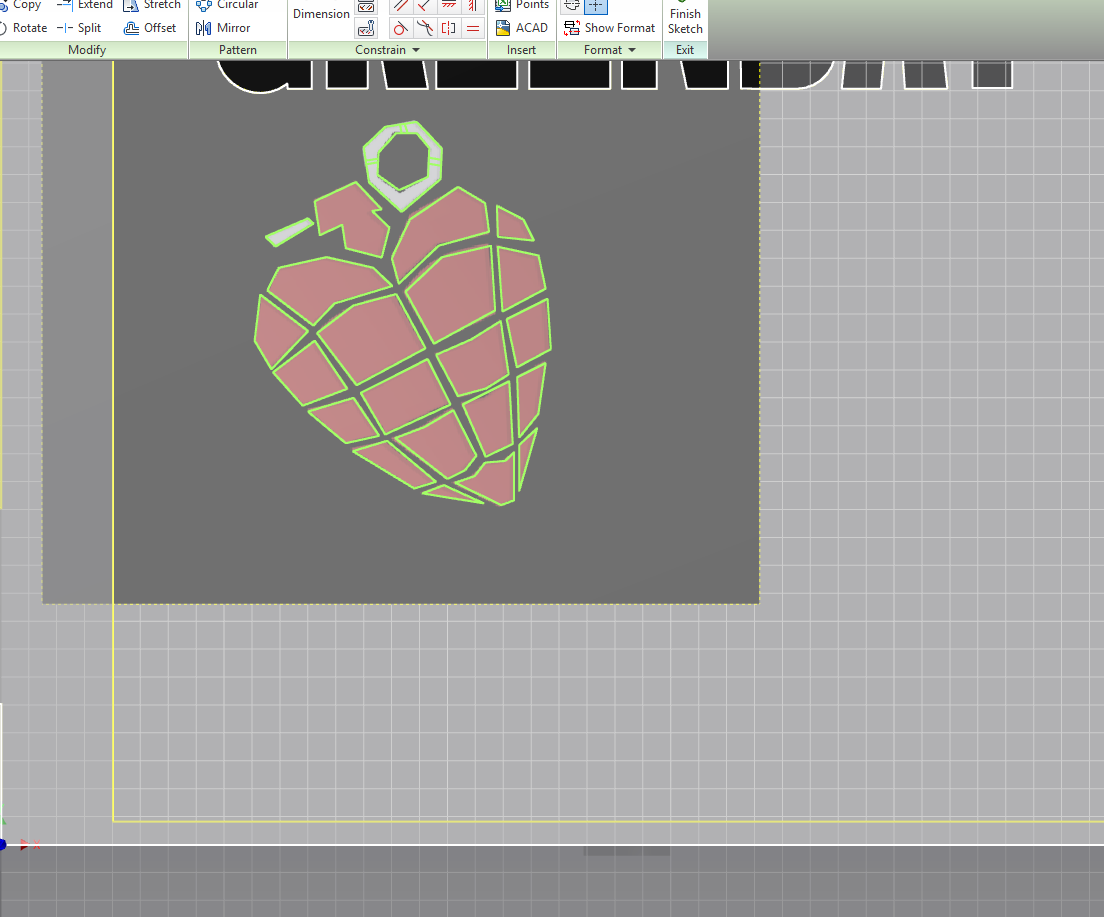 Copy Extend Stretch Circular Points
Dimension Finish
Rotate Split Offset Mirror ACAD Show Format Sketch
Modify Pattern Constrain Insert Format Exit
X